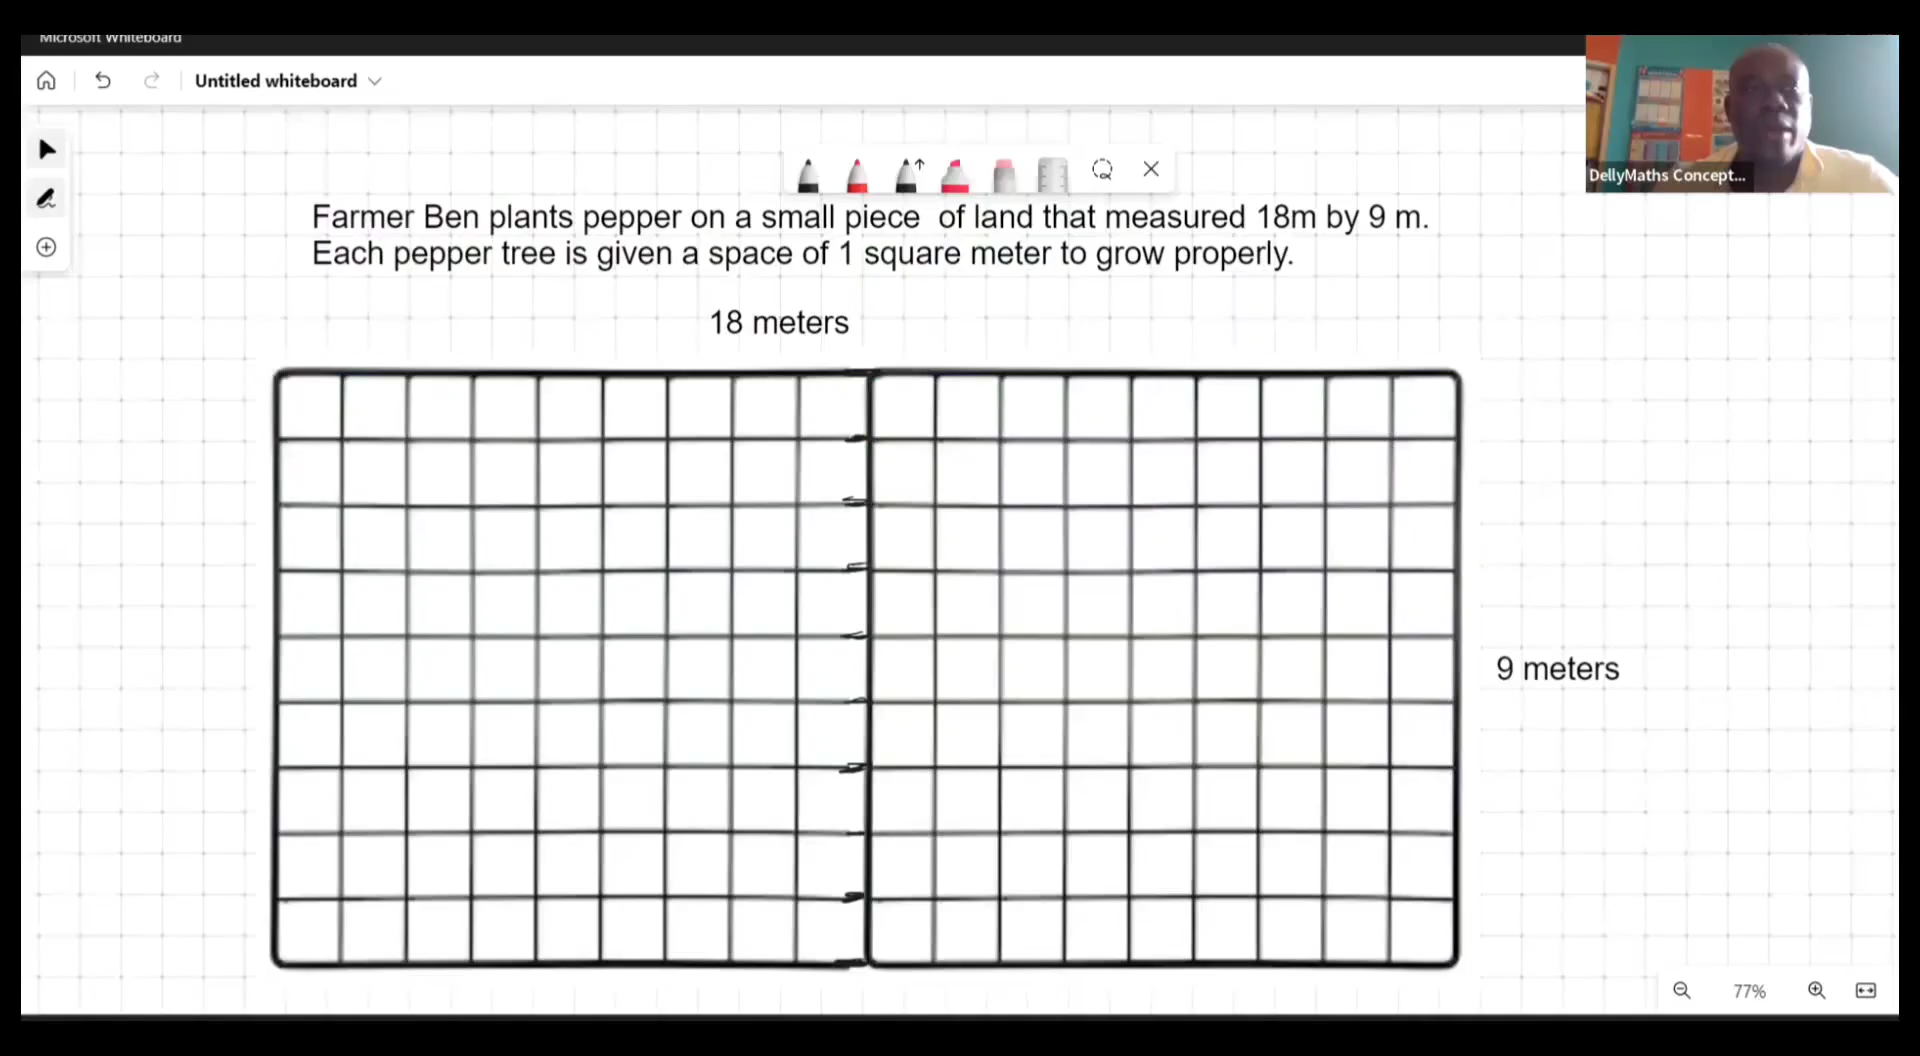 Microsoft Whiteboard
Untitled whiteboard
DellyMaths Concept...
Farmer Ben plants pepper on a small piece  of land that measured 18m by 9 m.
Each pepper tree is given a space of 1 square meter to grow properly.
18 meters
9 meters
77%